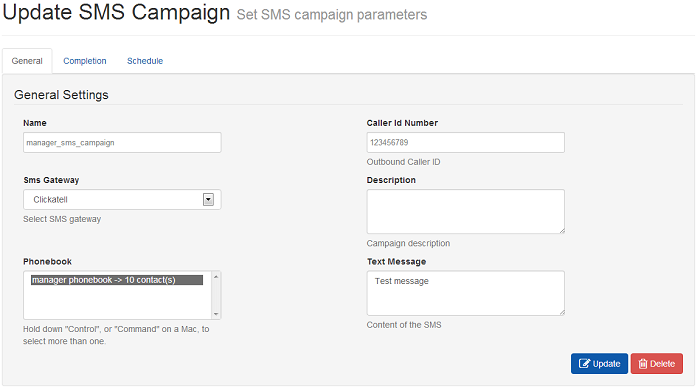 Update SMS Campaign Set SMS campaign parameters
General Completion Schedule
General Settings
Name
manager_sms_campaign
Caller Id Number
123456789
Outbound Caller ID
Sms Gateway
Clickatell
Select SMS gateway
Description
Campaign description
Phonebook
manager phonebook -> 10 contact(s)
Hold down "Control", or "Command" on a Mac, to
select more than one.
Text Message
Test message
Content of the SMS
Update Delete